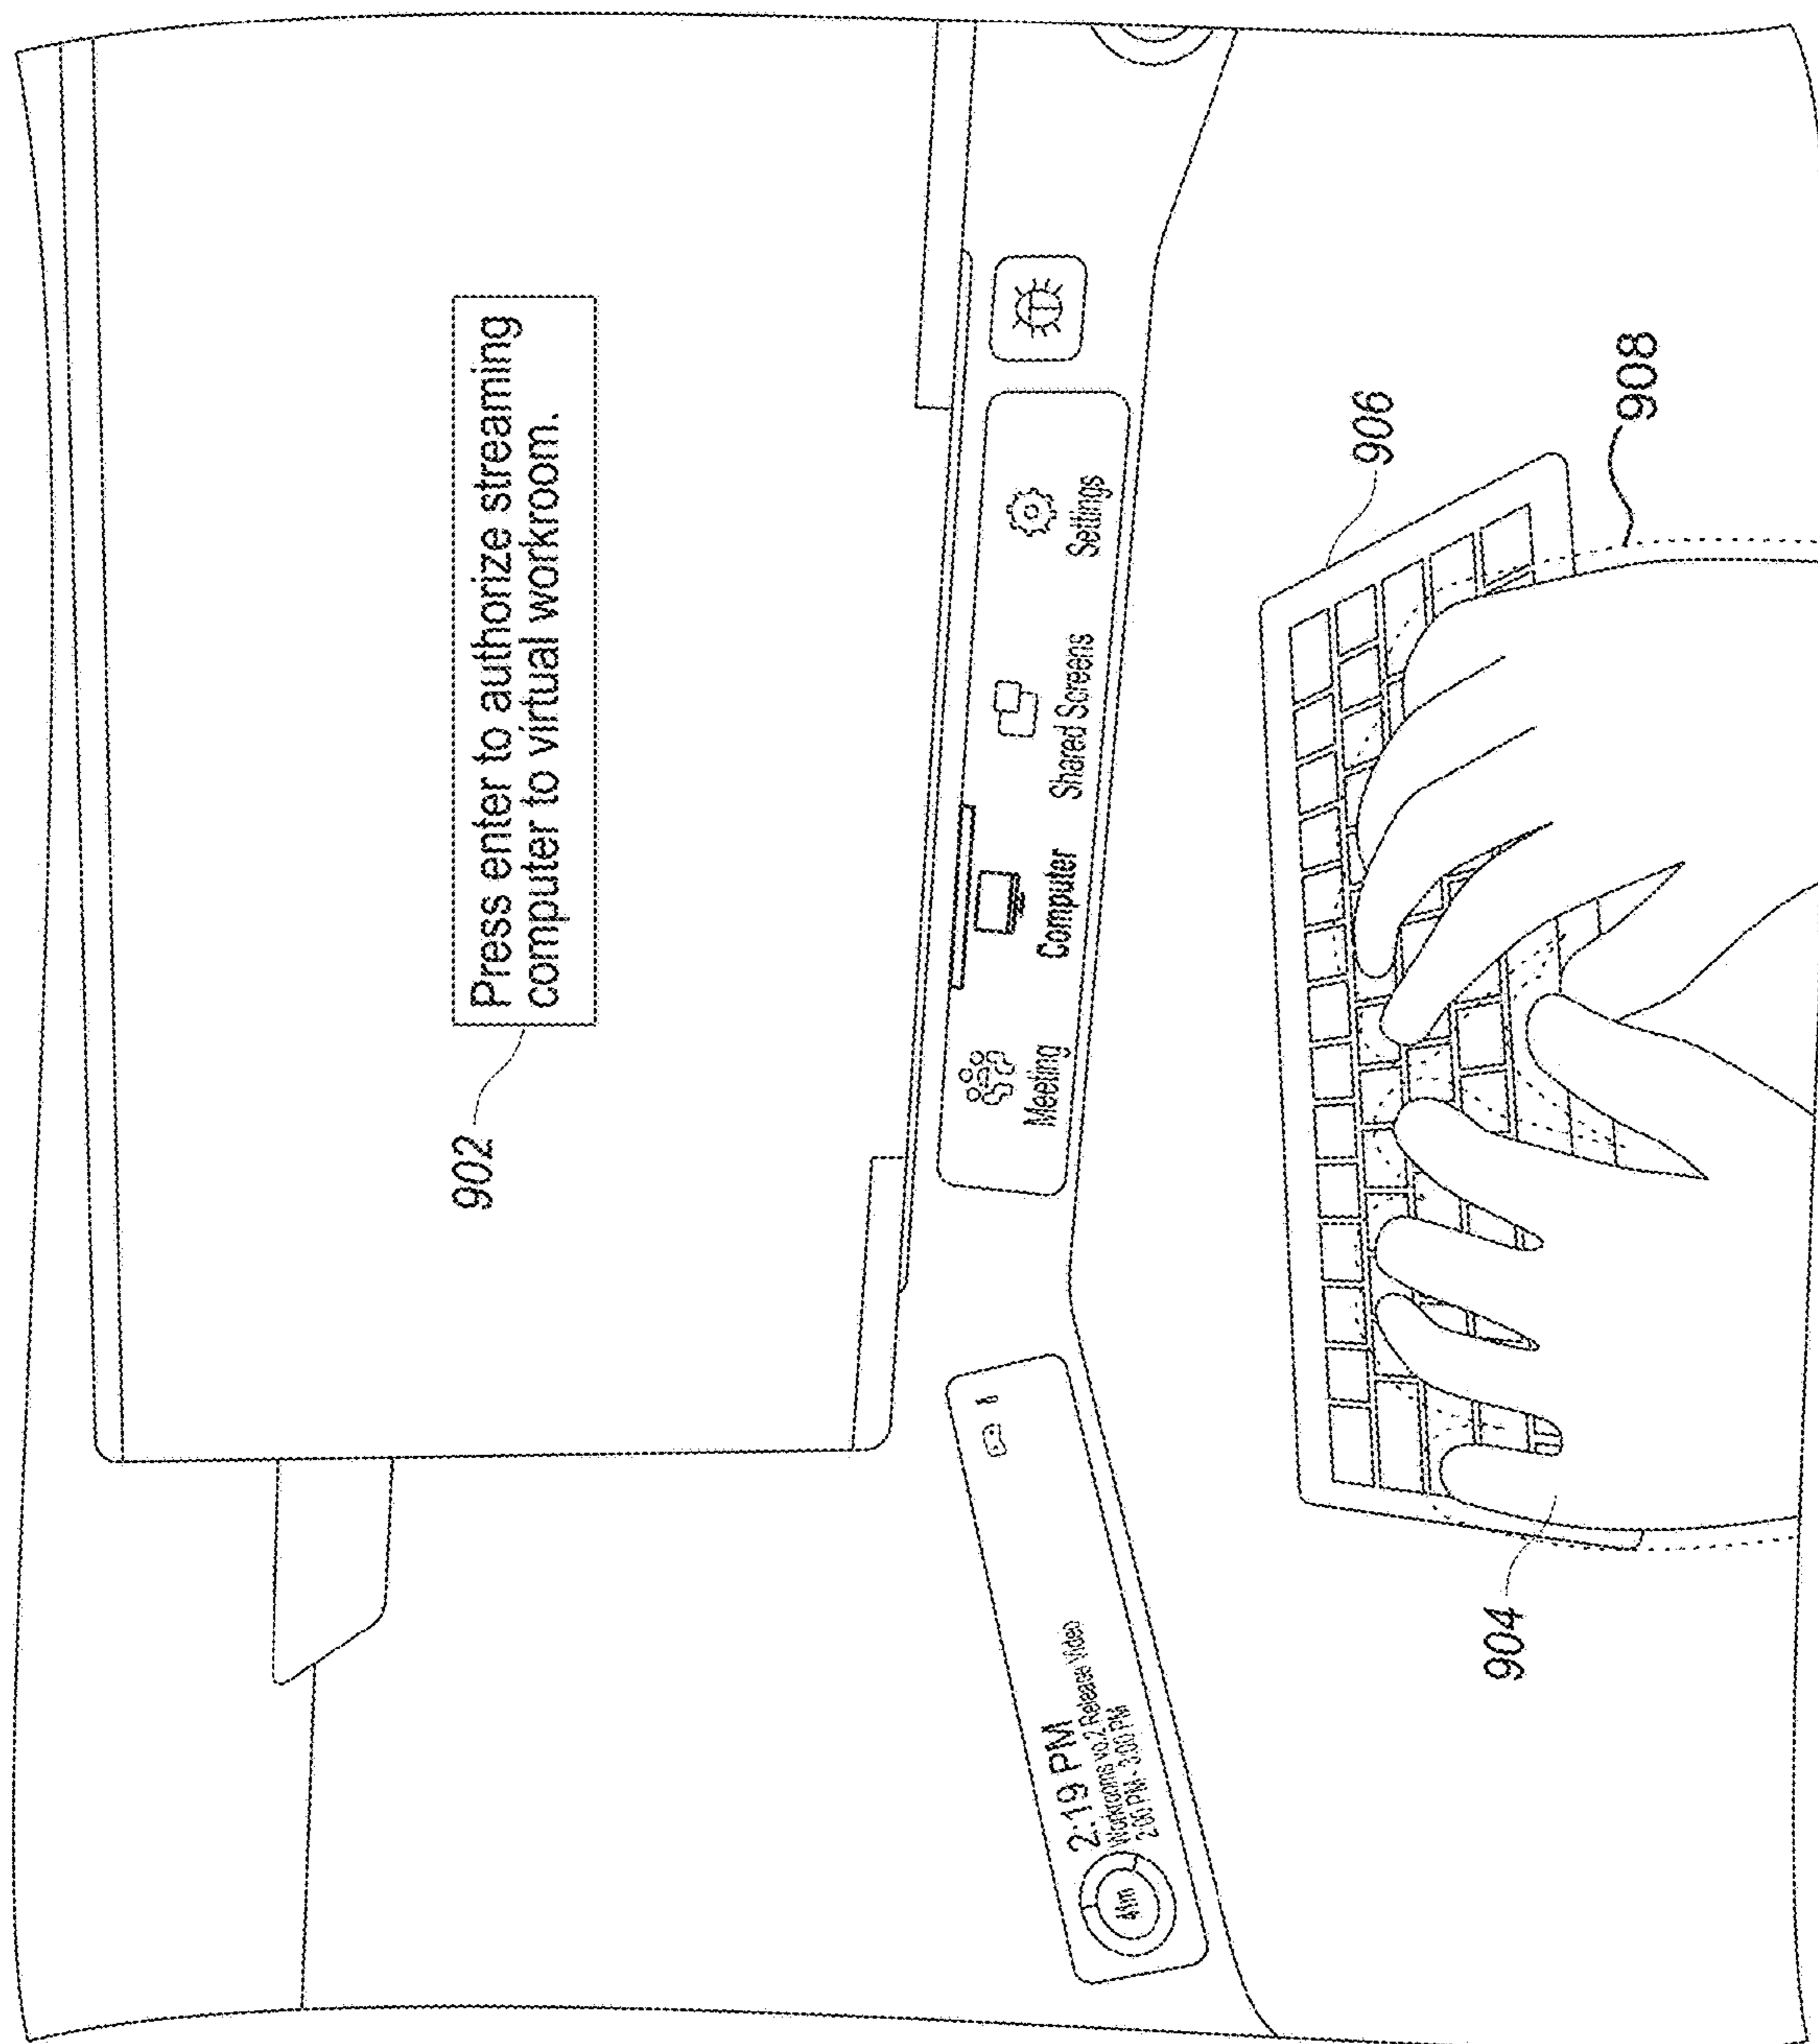 Press enter to authorize streaming
computer to virtual workroom.
902
Meeting
Computer
Shared Screens
Settings
2:19 PM
Workrooms vo.2 Release Video
2:00 PM - 3:00 PM
904
906
908